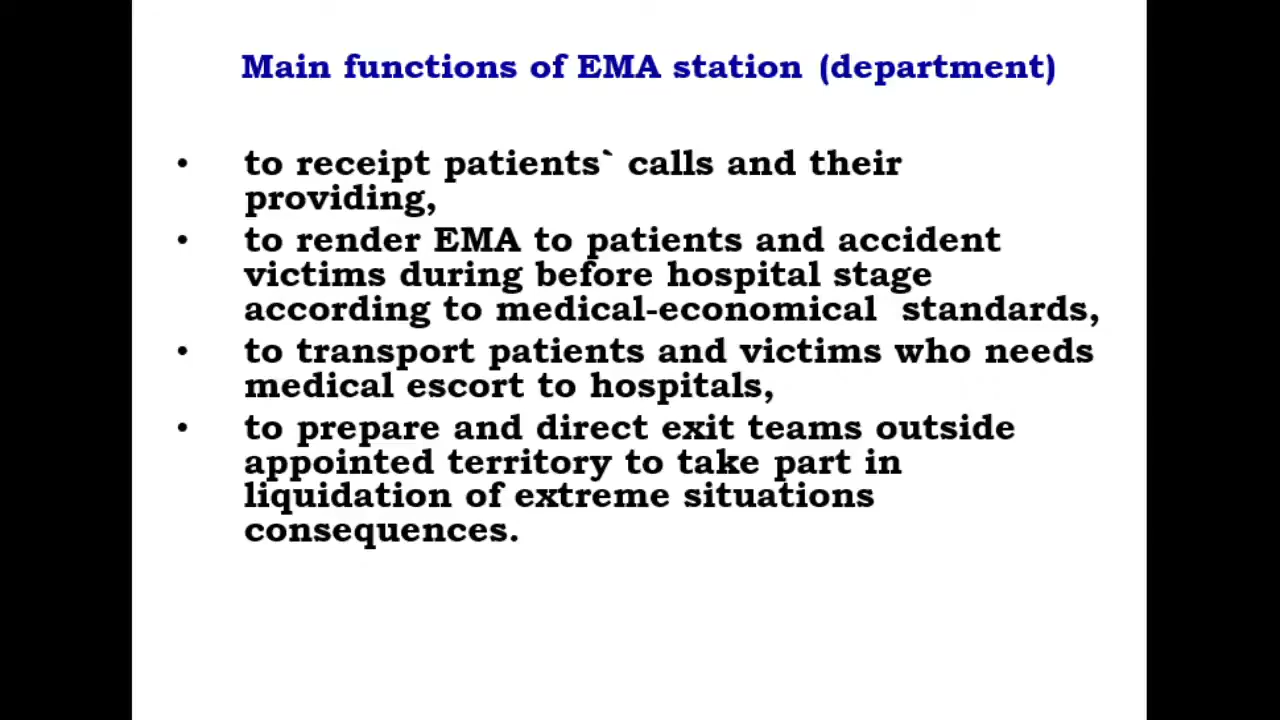 Main functions of EMA station (department)
• to receipt patients` calls and their
providing,
• to render EMA to patients and accident
victims during before hospital stage
according to medical-economical  standards,
• to transport patients and victims who needs
medical escort to hospitals,
• to prepare and direct exit teams outside
appointed territory to take part in
liquidation of extreme situations
consequences.